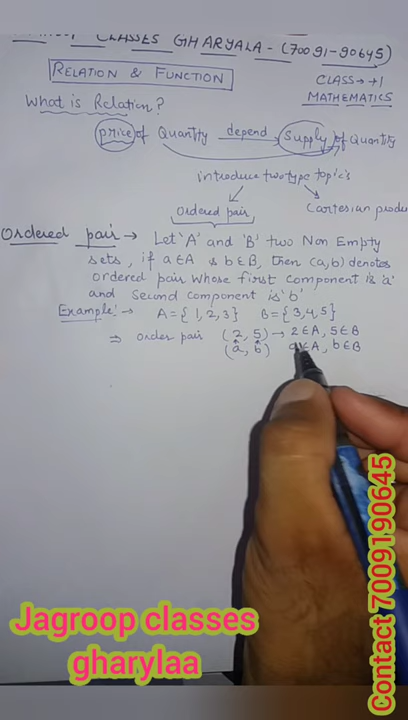 CLASSES GHARYALA - (70091-90645)
RELATION & FUNCTION
CLASS → +1
MATHEMATICS
What is Relation?
price of Quantity depend supply of Quantity
introduce two type topics
Ordered pair
Cartesian produ
Ordered pair → Let 'A' and 'B' two Non Empty
sets, if a∈A & b∈B, then (a,b) denotes
ordered pair whose first component is 'a'
and second component is 'b'
Example:→ A={1,2,3} B={3,4,5}
⇒ order pair (2,5) → 2∈A, 5∈B
(a,b) a∈A, b∈B
Jagroop classes
gharylaa
Contact 70091190645